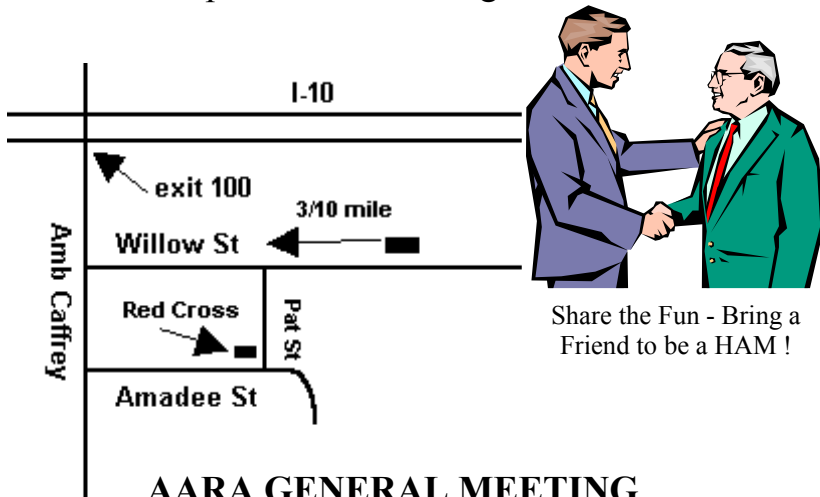 I-10
exit 100
3/10 mile
Willow St
Amb Caffrey
Red Cross
Pat St
Amadee St
Share the Fun - Bring a
Friend to be a HAM !
AARA GENERAL MEETING